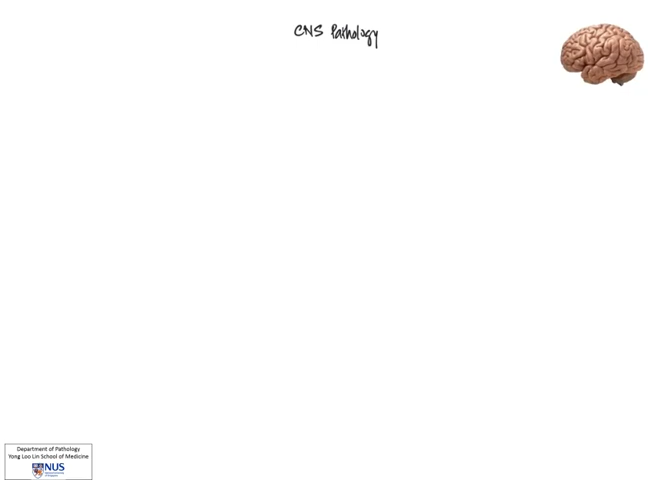 CNS Pathology
Department of Pathology
Yong Loo Lin School of Medicine
NUS